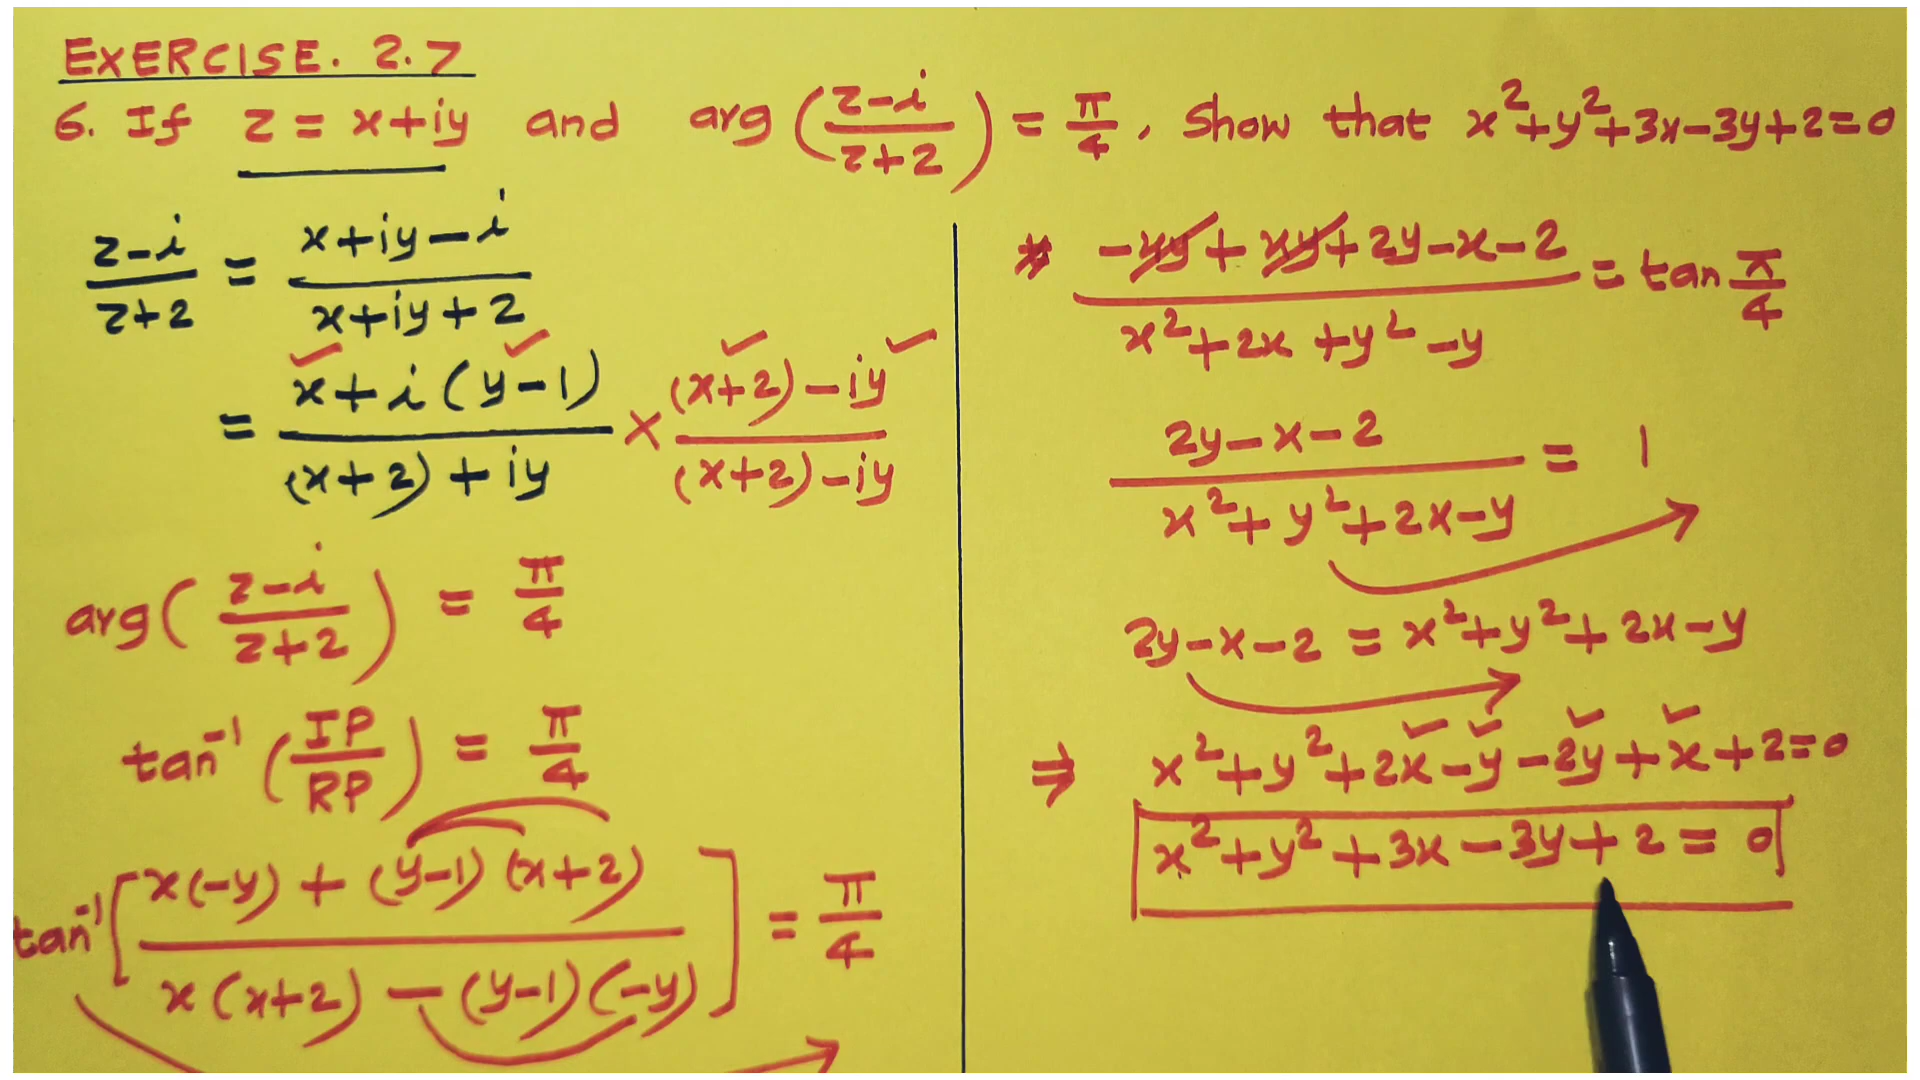 EXERCISE. 2.7
6. If z = x+iy and arg((z-i)/(z+2)) = π/4, Show that x²+y²+3x-3y+2=0
(z-i)/(z+2) = (x+iy-i)/(x+iy+2)
= (x+i(y-1))/((x+2)+iy) × ((x+2)-iy)/((x+2)-iy)
arg((z-i)/(z+2)) = π/4
tan⁻¹(IP/RP) = π/4
tan⁻¹[(x(-y) + (y-1)(x+2))/(x(x+2) - (y-1)(-y))] = π/4
* (-xy + xy + 2y-x-2)/(x²+2x+y²-y) = tan π/4
(2y-x-2)/(x²+y²+2x-y) = 1
2y-x-2 = x²+y²+2x-y
⇒ x²+y²+2x-y-2y+x+2=0
x²+y²+3x-3y+2=0